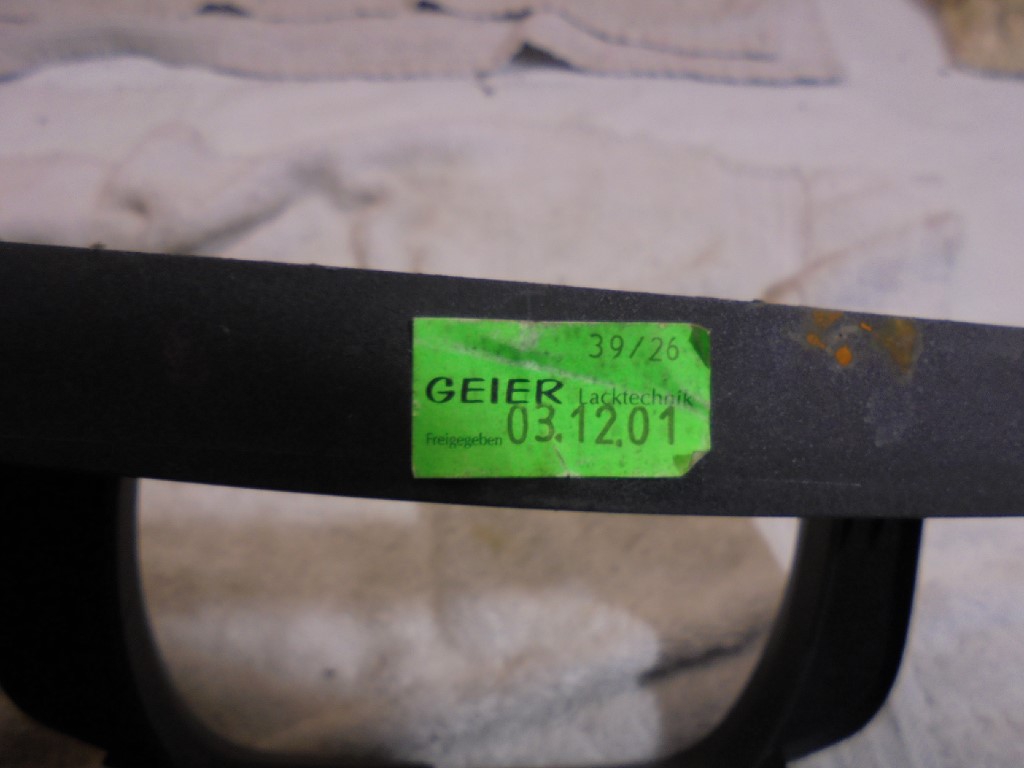 39/26
GEIER Lacktechnik
Freigegeben 03.12.01